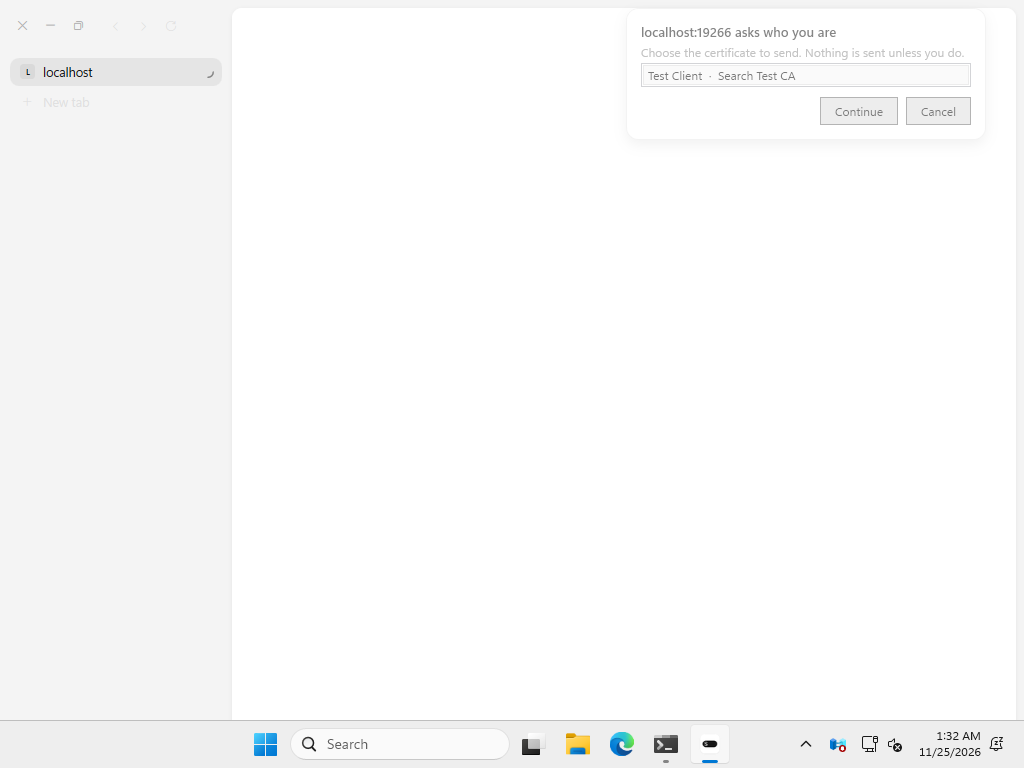 localhost:19266 asks who you are
Choose the certificate to send. Nothing is sent unless you do.
Test Client · Search Test CA
Continue Cancel
L localhost
+ New tab
Search
1:32 AM
11/25/2026